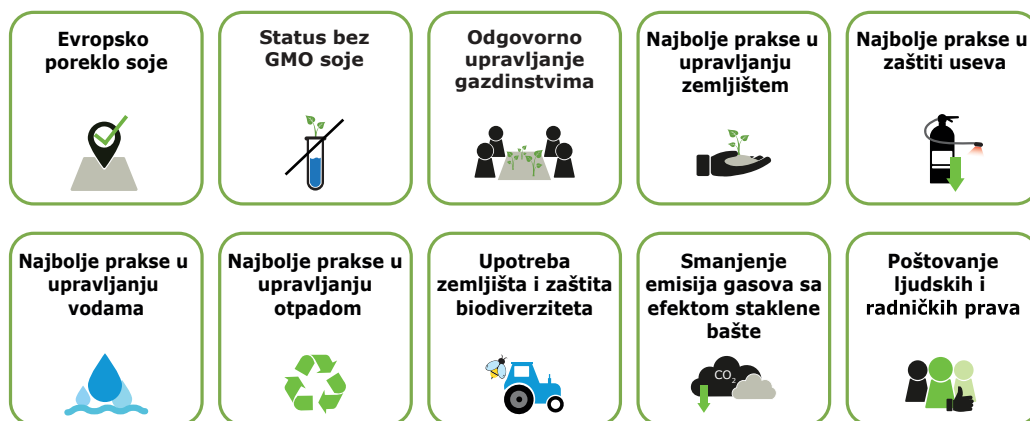 Evropsko
poreklo soje
Status bez
GMO soje
Odgovorno
upravljanje
gazdinstvima
Najbolje prakse u
upravljanju
zemljištem
Najbolje prakse u
zaštiti useva
Najbolje prakse u
upravljanju
vodama
Najbolje prakse u
upravljanju
otpadom
Upotreba
zemljišta i zaštita
biodiverziteta
Smanjenje
emisija gasova sa
efektom staklene
bašte
CO2
Poštovanje
ljudskih i
radničkih prava